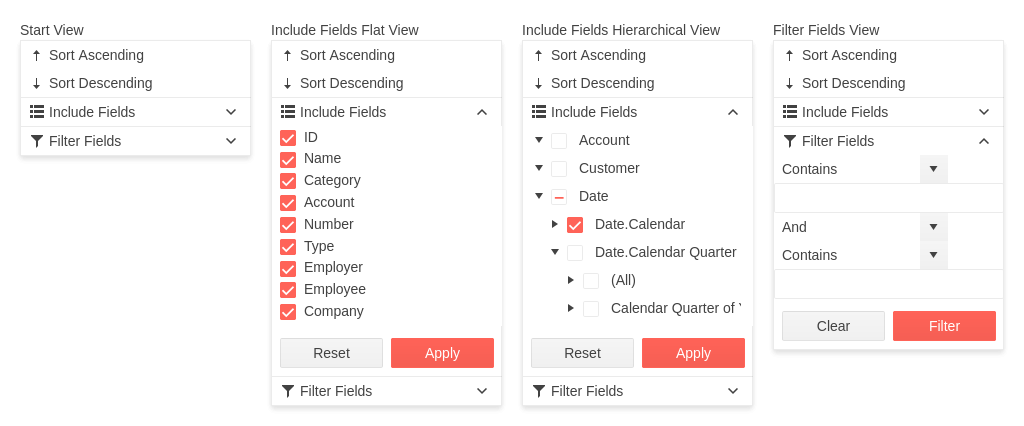 Start View
Sort Ascending
Sort Descending
Include Fields
Filter Fields
Include Fields Flat View
Sort Ascending
Sort Descending
Include Fields
ID
Name
Category
Account
Number
Type
Employer
Employee
Company
Reset Apply
Filter Fields
Include Fields Hierarchical View
Sort Ascending
Sort Descending
Include Fields
Account
Customer
Date
Date.Calendar
Date.Calendar Quarter
(All)
Calendar Quarter of
Reset Apply
Filter Fields
Filter Fields View
Sort Ascending
Sort Descending
Include Fields
Filter Fields
Contains
And
Contains
Clear Filter